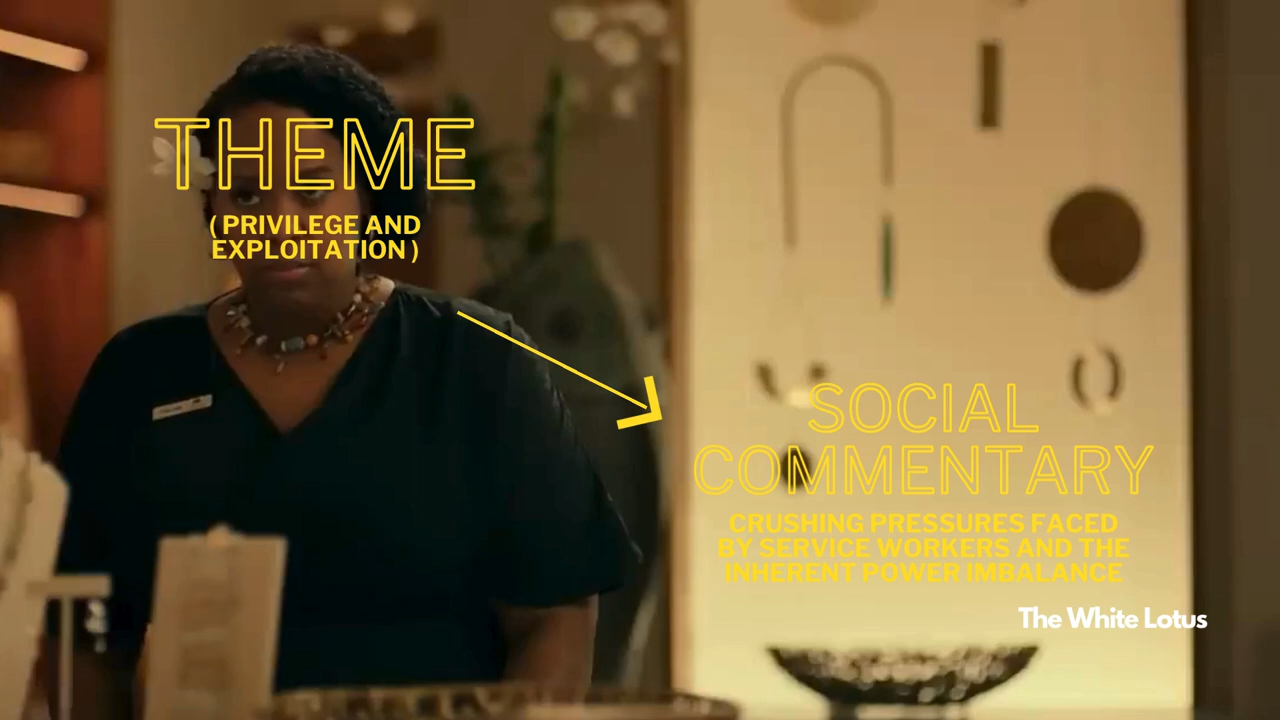 THEME
( PRIVILEGE AND
EXPLOITATION )
SOCIAL
COMMENTARY
CRUSHING PRESSURES FACED
BY SERVICE WORKERS AND THE
INHERENT POWER IMBALANCE
The White Lotus